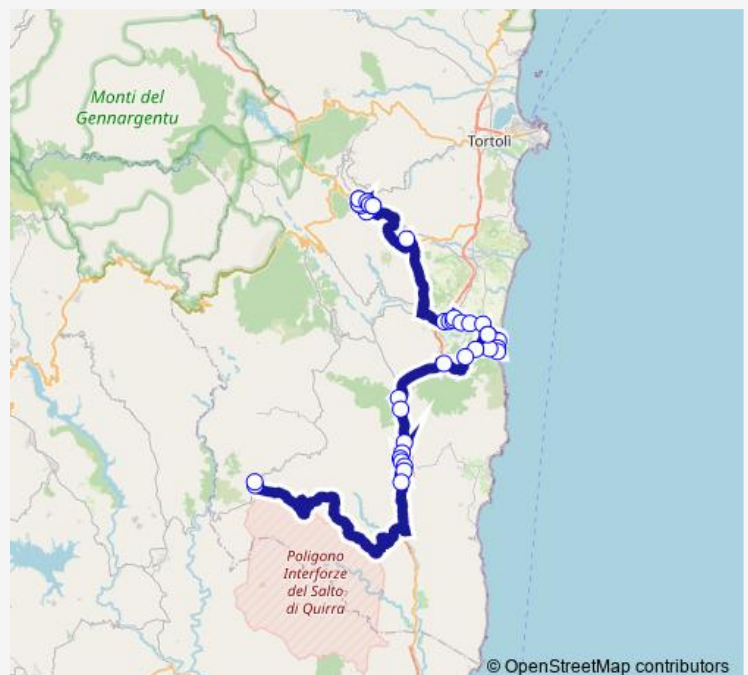 Monti del
Gennargentu
Tortolì
Poligono
Interforze
del Salto
di Quirra
© OpenStreetMap contributors